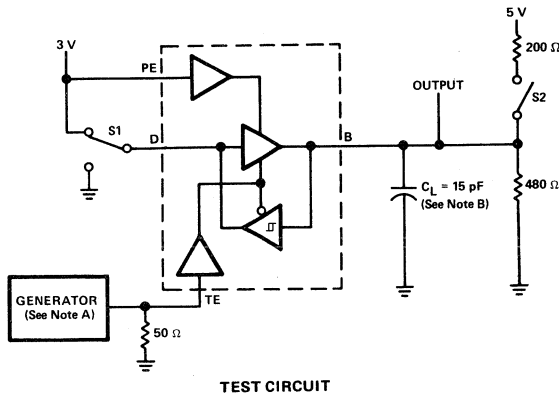 5 V
200 Ω
3 V
PE
OUTPUT
S2
S1
D
B
C_L = 15 pF
(See Note B)
480 Ω
GENERATOR
(See Note A)
TE
50 Ω
TEST CIRCUIT